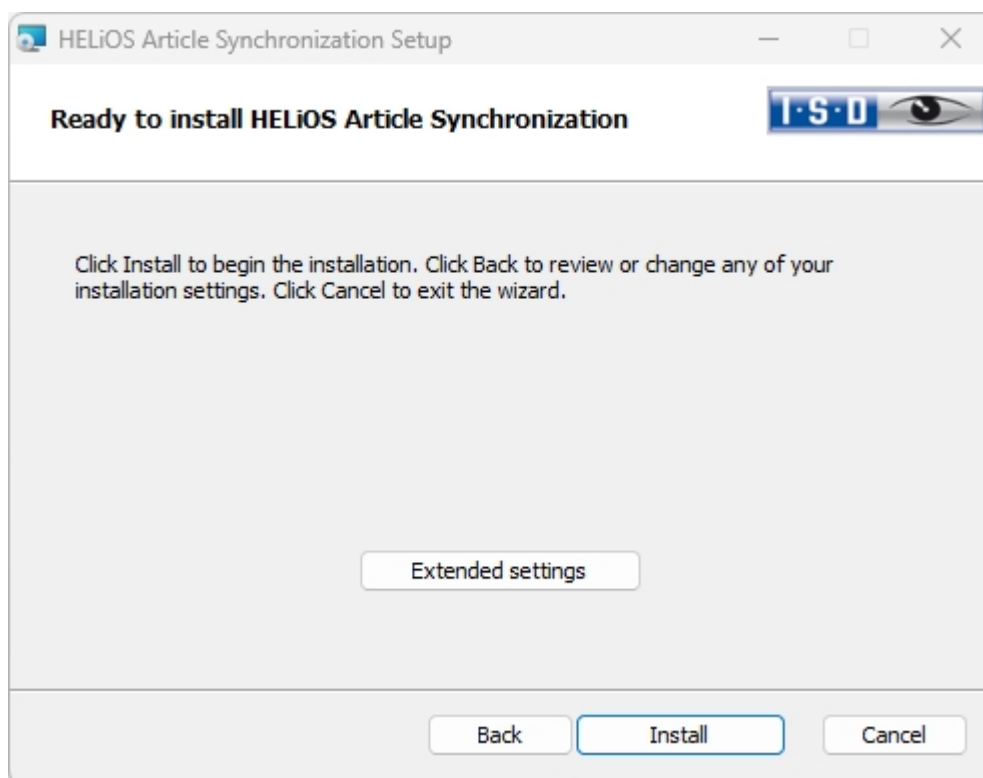 HELiOS Article Synchronization Setup
Ready to install HELiOS Article Synchronization
I·S·D
Click Install to begin the installation. Click Back to review or change any of your
installation settings. Click Cancel to exit the wizard.
Extended settings
Back Install Cancel